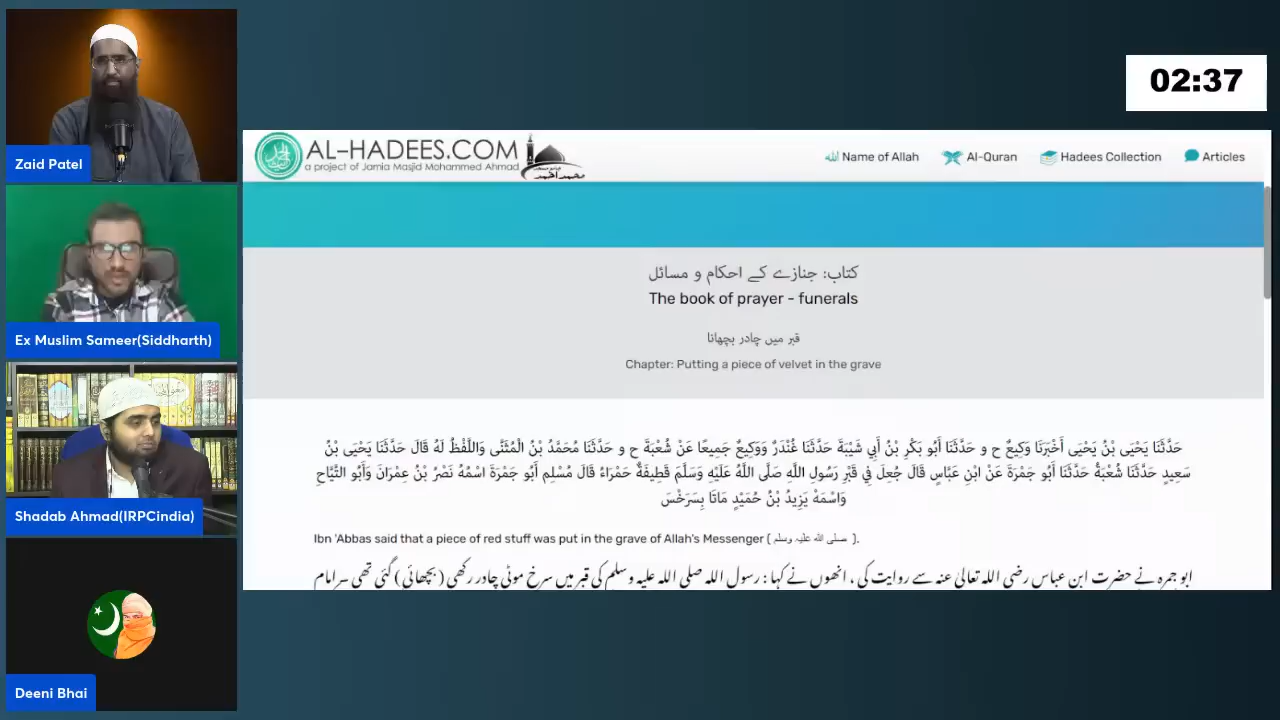 Zaid Patel
Ex Muslim Sameer(Siddharth)
Shadab Ahmad(IRPCindia)
Deeni Bhai
02:37
AL-HADEES.COM
a project of Jamia Masjid Mohammed Ahmad
Name of Allah
Al-Quran
Hadees Collection
Articles
کتاب: جنازے کے احکام و مسائل
The book of prayer - funerals
قبر میں چادر بچھانا
Chapter: Putting a piece of velvet in the grave
حَدَّثَنَا يَحْيَى بْنُ يَحْيَى أَخْبَرَنَا وَكِيعٌ ح و حَدَّثَنَا أَبُو بَكْرِ بْنُ أَبِي شَيْبَةَ حَدَّثَنَا غُنْدَرٌ وَوَكِيعٌ جَمِيعًا عَنْ شُعْبَةَ ح و حَدَّثَنَا مُحَمَّدُ بْنُ الْمُثَنَّى وَاللَّفْظُ لَهُ قَالَ حَدَّثَنَا يَحْيَى بْنُ
سَعِيدٍ حَدَّثَنَا شُعْبَةُ حَدَّثَنَا أَبُو جَمْرَةَ عَنْ ابْنِ عَبَّاسٍ قَالَ جُعِلَ فِي قَبْرِ رَسُولِ اللَّهِ صَلَّى اللَّهُ عَلَيْهِ وَسَلَّمَ قَطِيفَةٌ حَمْرَاءُ قَالَ مُسْلِم أَبُو جَمْرَةَ اسْمُهُ نَصْرُ بْنُ عِمْرَانَ وَأَبُو التَّيَّاحِ
وَاسْمُهُ يَزِيدُ بْنُ حُمَيْدٍ مَاتَا بِسَرَخْسَ
Ibn 'Abbas said that a piece of red stuff was put in the grave of Allah's Messenger ( صلی اللہ علیہ وسلم ).
ابو جمرہ نے حضرت ابن عباس رضی اللہ تعالیٰ عنہ سے روایت کی ، انھوں نے کہا : رسول اللہ صلی اللہ علیہ وسلم کی قبر میں سرخ موٹی چادر رکھی ( بچھائی ) گئی تھی ۔ امام